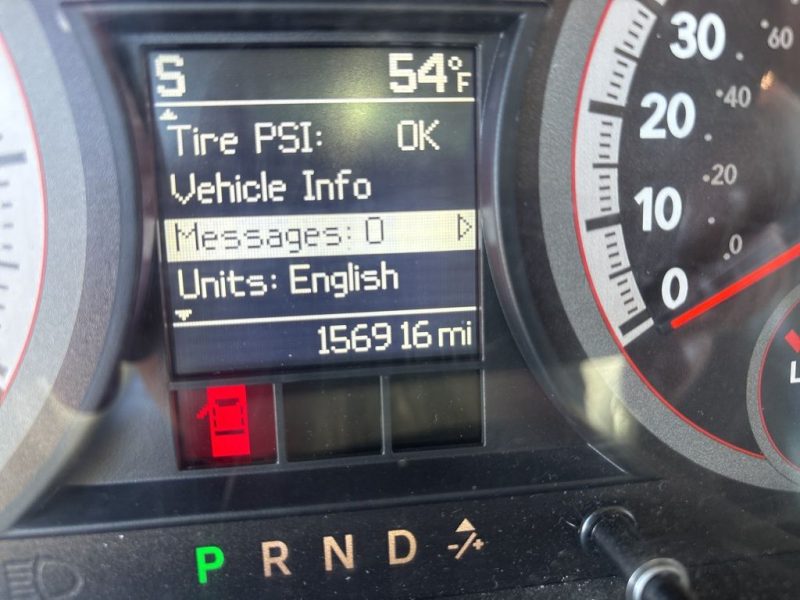 S 54°F
Tire PSI: OK
Vehicle Info
Messages: 0
Units: English
156916 mi
P R N D -/+
30
20
10
0
60
40
20
0
L